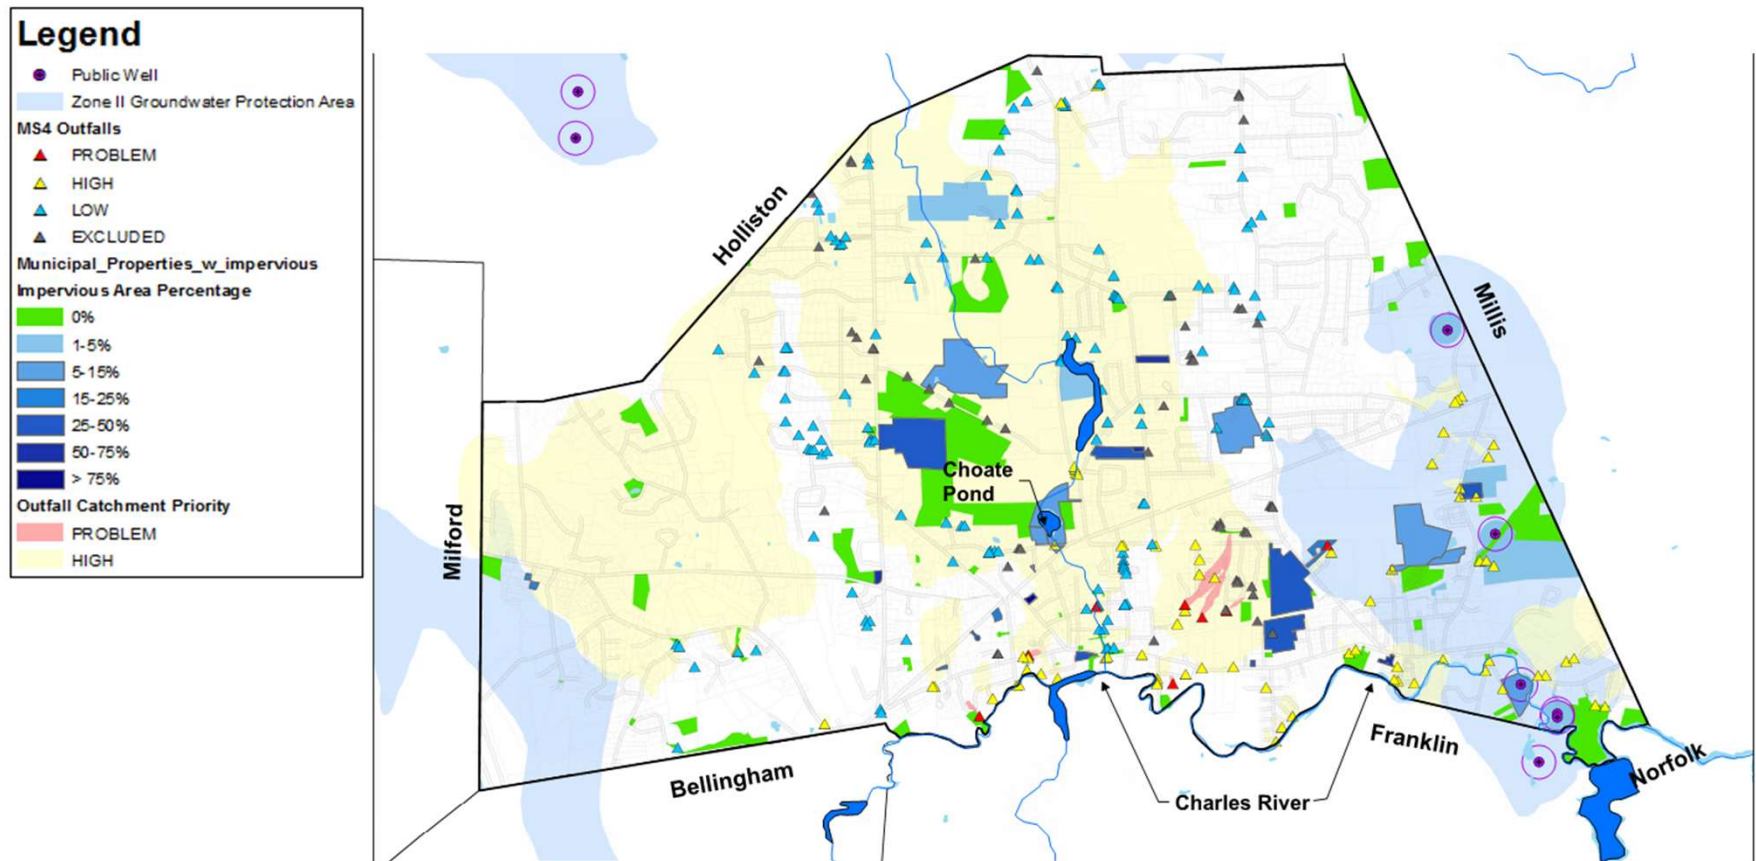 Legend
Public Well
Zone II Groundwater Protection Area
MS4 Outfalls
PROBLEM
HIGH
LOW
EXCLUDED
Municipal_Properties_w_impervious
Impervious Area Percentage
0%
1-5%
5-15%
15-25%
25-50%
50-75%
> 75%
Outfall Catchment Priority
PROBLEM
HIGH
Holliston
Millis
Milford
Choate
Pond
Bellingham
Franklin
Norfolk
Charles River